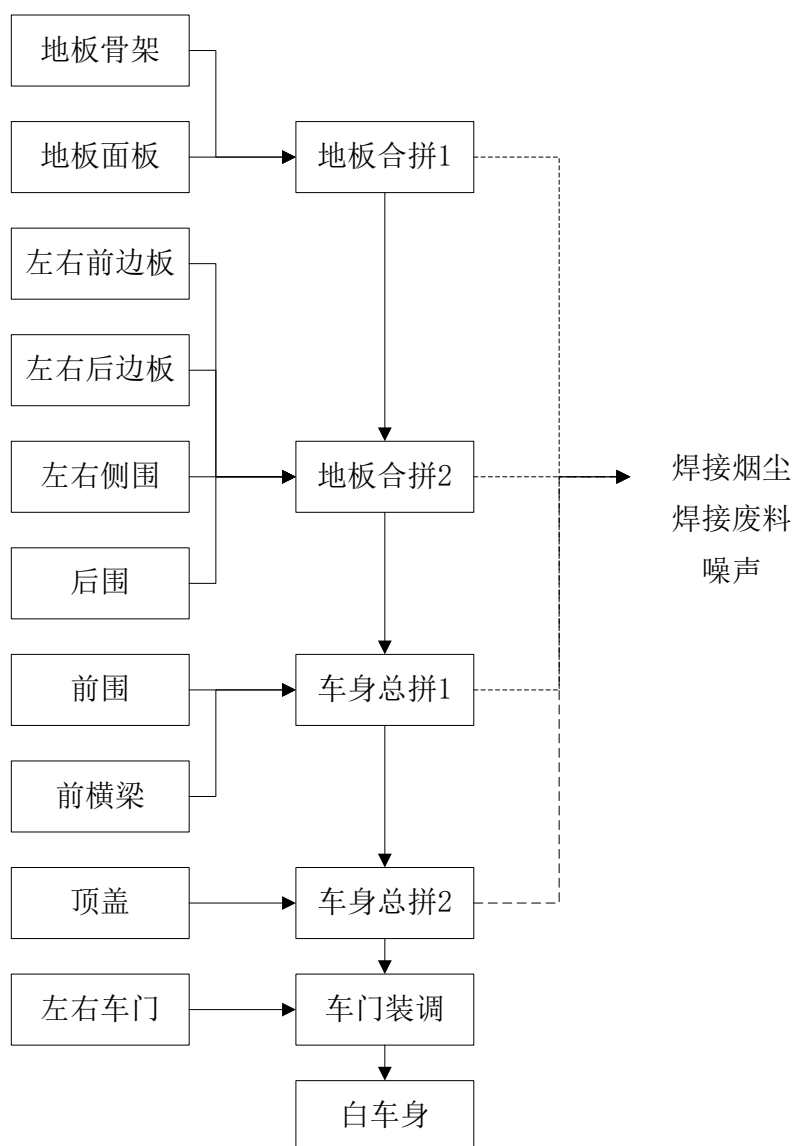 地板骨架
地板面板
地板合拼1
左右前边板
左右后边板
左右侧围
地板合拼2
焊接烟尘
焊接废料
噪声
后围
前围
车身总拼1
前横梁
顶盖
车身总拼2
左右车门
车门装调
白车身